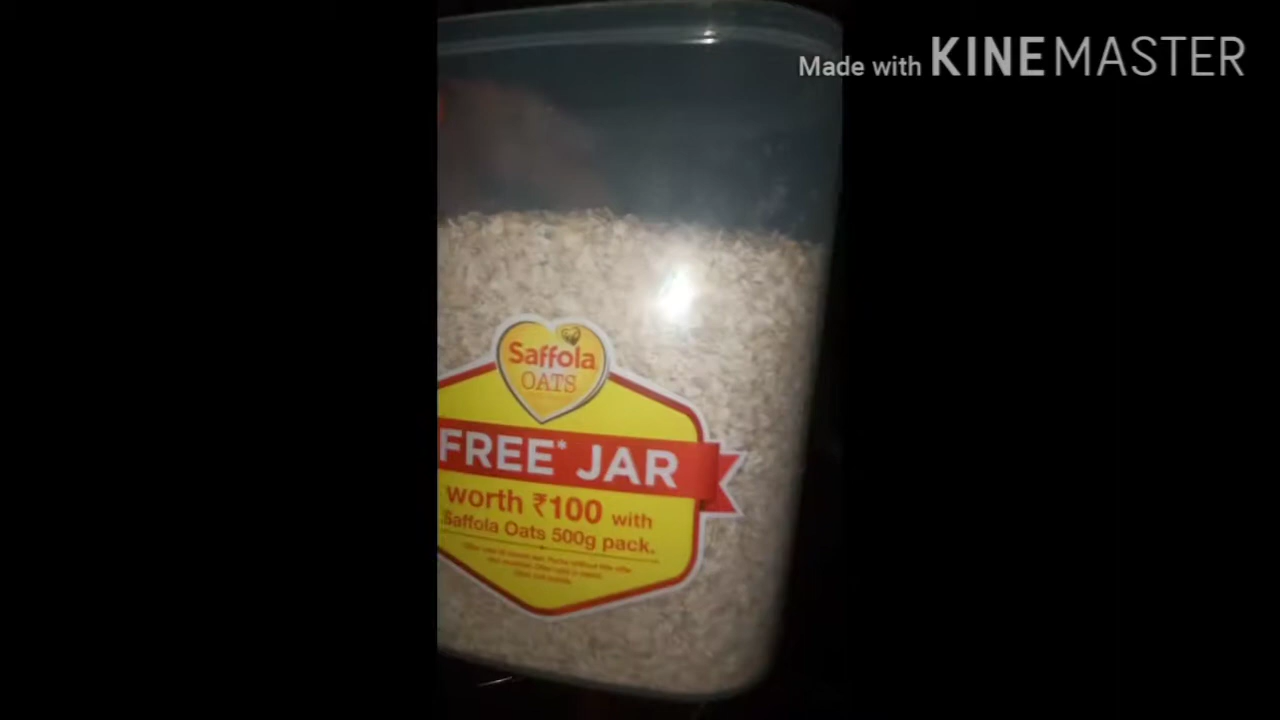 Made with KINEMASTER
Saffola
OATS
FREE* JAR
worth ₹100 with
Saffola Oats 500g pack.